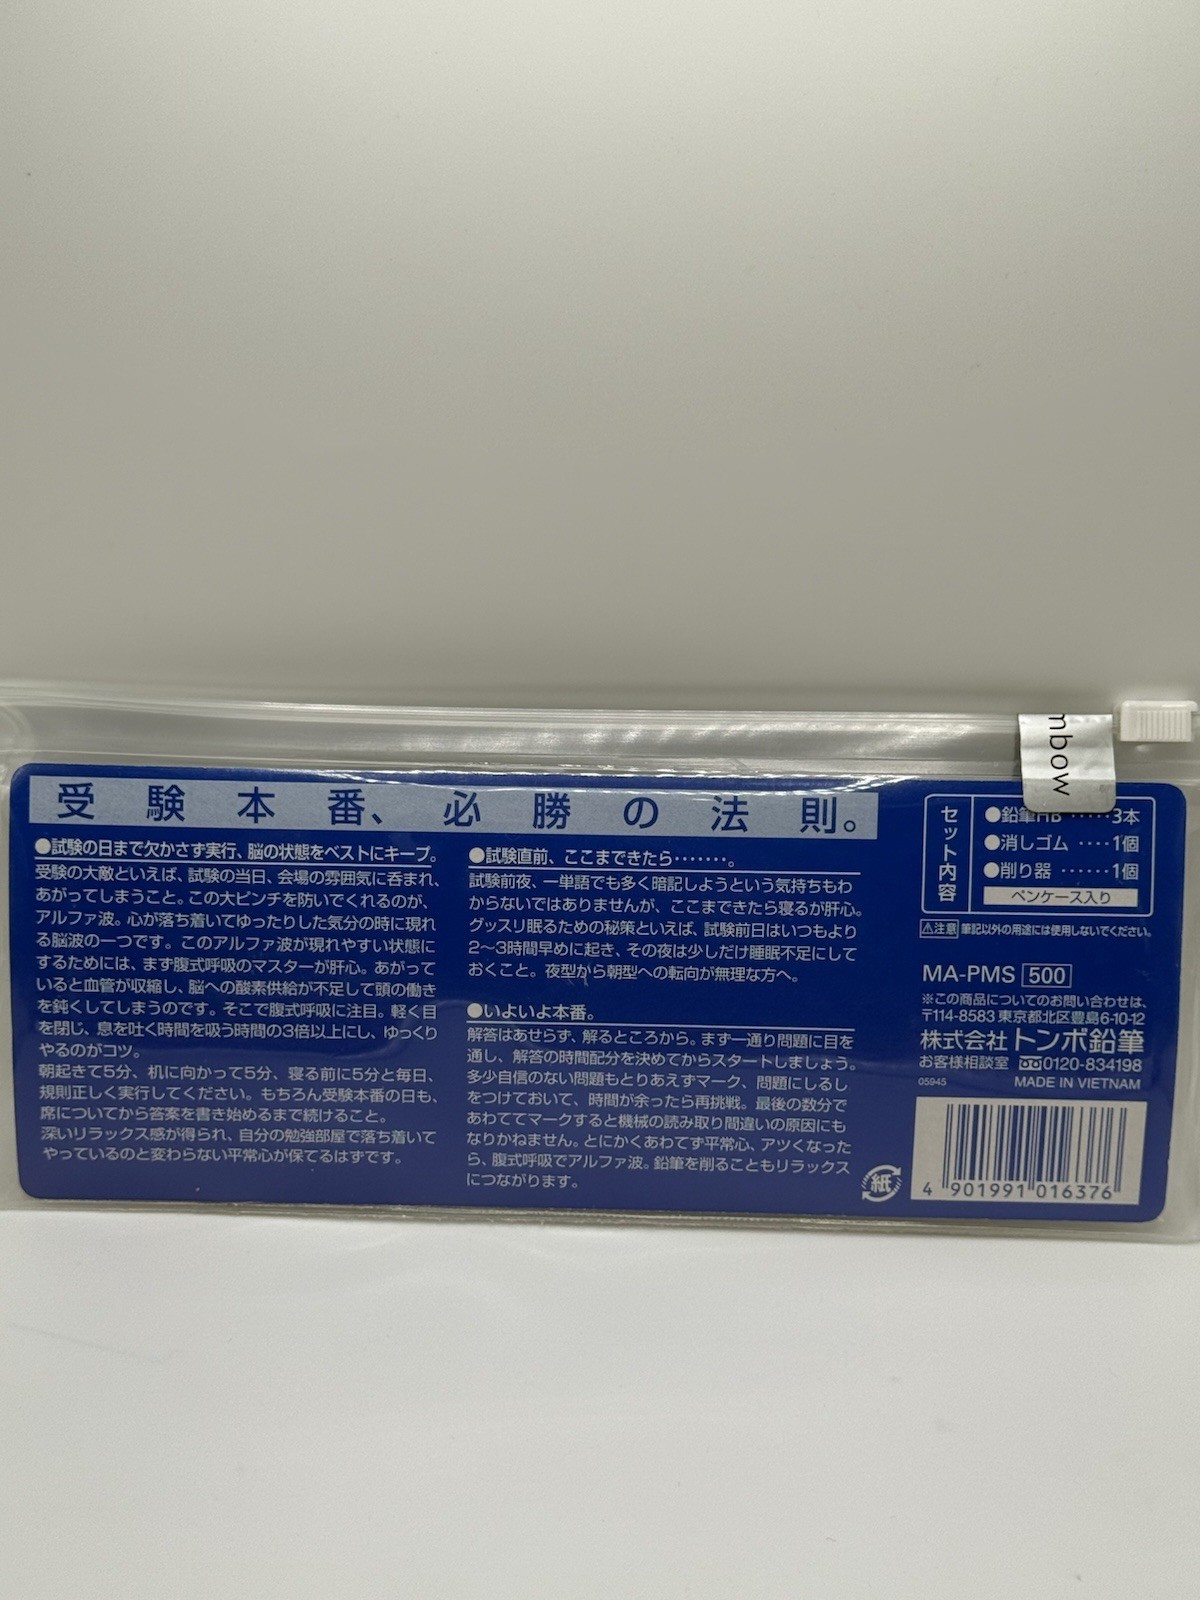 mbow
受験本番、必勝の法則。
●試験の日まで欠かさず実行、脳の状態をベストにキープ。
受験の大敵といえば、試験の当日、会場の雰囲気に呑まれ、
あがってしまうこと。この大ピンチを防いでくれるのが、
アルファ波。心が落ち着いてゆったりした気分の時に現れ
る脳波の一つです。このアルファ波が現れやすい状態に
するためには、まず腹式呼吸のマスターが肝心。あがって
いると血管が収縮し、脳への酸素供給が不足して頭の働き
を鈍くしてしまうのです。そこで腹式呼吸に注目。軽く目
を閉じ、息を吐く時間を吸う時間の3倍以上にし、ゆっくり
やるのがコツ。
朝起きて5分、机に向かって5分、寝る前に5分と毎日、
規則正しく実行してください。もちろん受験本番の日も、
席についてから答案を書き始めるまで続けること。
深いリラックス感が得られ、自分の勉強部屋で落ち着いて
やっているのと変わらない平常心が保てるはずです。
●試験直前、ここまできたら‥‥‥‥。
試験前夜、一単語でも多く暗記しようという気持ちもわ
からないではありませんが、ここまできたら寝るが肝心。
グッスリ眠るための秘策といえば、試験前日はいつもより
2〜3時間早めに起き、その夜は少しだけ睡眠不足にして
おくこと。夜型から朝型への転向が無理な方へ。
●いよいよ本番。
解答はあせらず、解るところから。まず一通り問題に目を
通し、解答の時間配分を決めてからスタートしましょう。
多少自信のない問題もとりあえずマーク、問題にしるし
をつけておいて、時間が余ったら再挑戦。最後の数分で
あわててマークすると機械の読み取り間違いの原因にも
なりかねません。とにかくあわてず平常心、アツくなった
ら、腹式呼吸でアルファ波。鉛筆を削ることもリラックス
につながります。
紙
セット内容
●鉛筆HB‥‥‥3本
●消しゴム‥‥1個
●削り器‥‥‥1個
ペンケース入り
⚠注意 筆記以外の用途には使用しないでください。
MA-PMS 500
※この商品についてのお問い合わせは、
〒114-8583 東京都北区豊島6-10-12
株式会社トンボ鉛筆
お客様相談室 0120-834198
05945 MADE IN VIETNAM
4 901991 016376